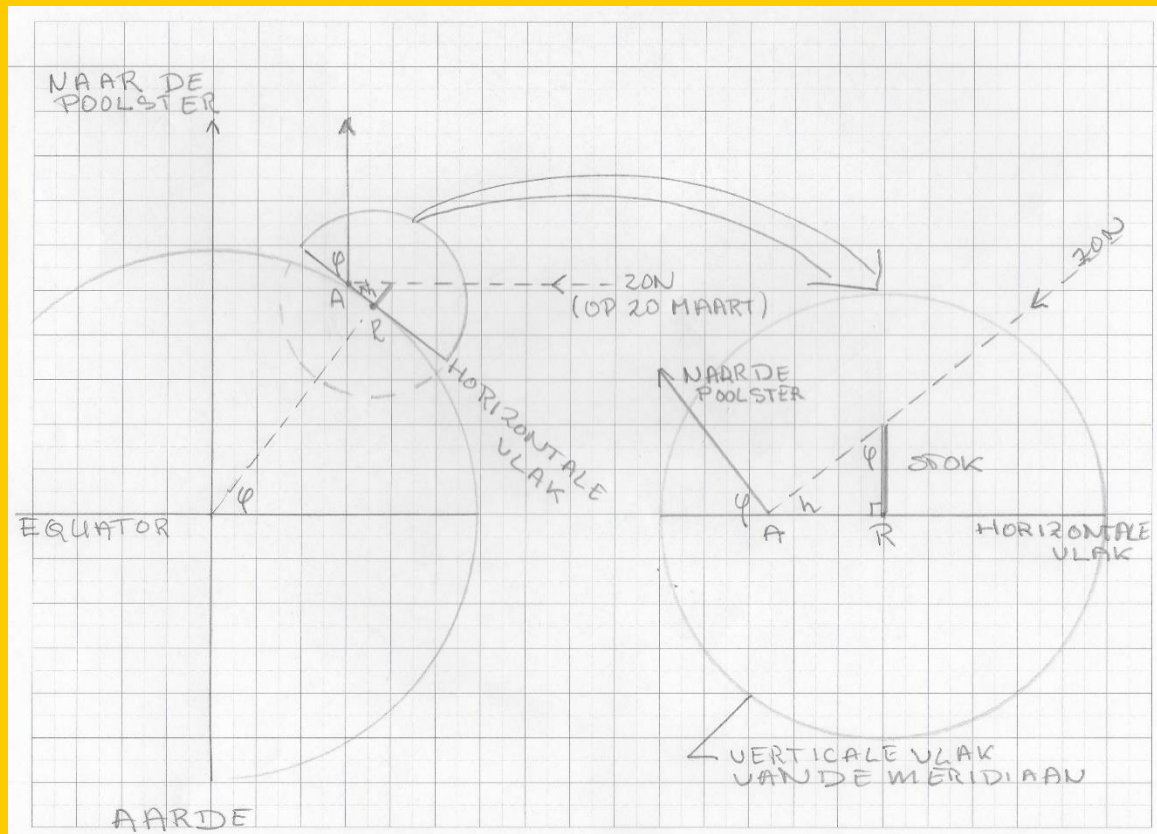 NAAR DE
POOLSTER
φ
A
h
R
ZON
(OP 20 MAART)
HORIZONTALE
VLAK
φ
EQUATOR
AARDE
ZON
NAAR DE
POOLSTER
φ
STOK
φ
h
A
R
HORIZONTALE
VLAK
VERTICALE VLAK
VAN DE MERIDIAAN